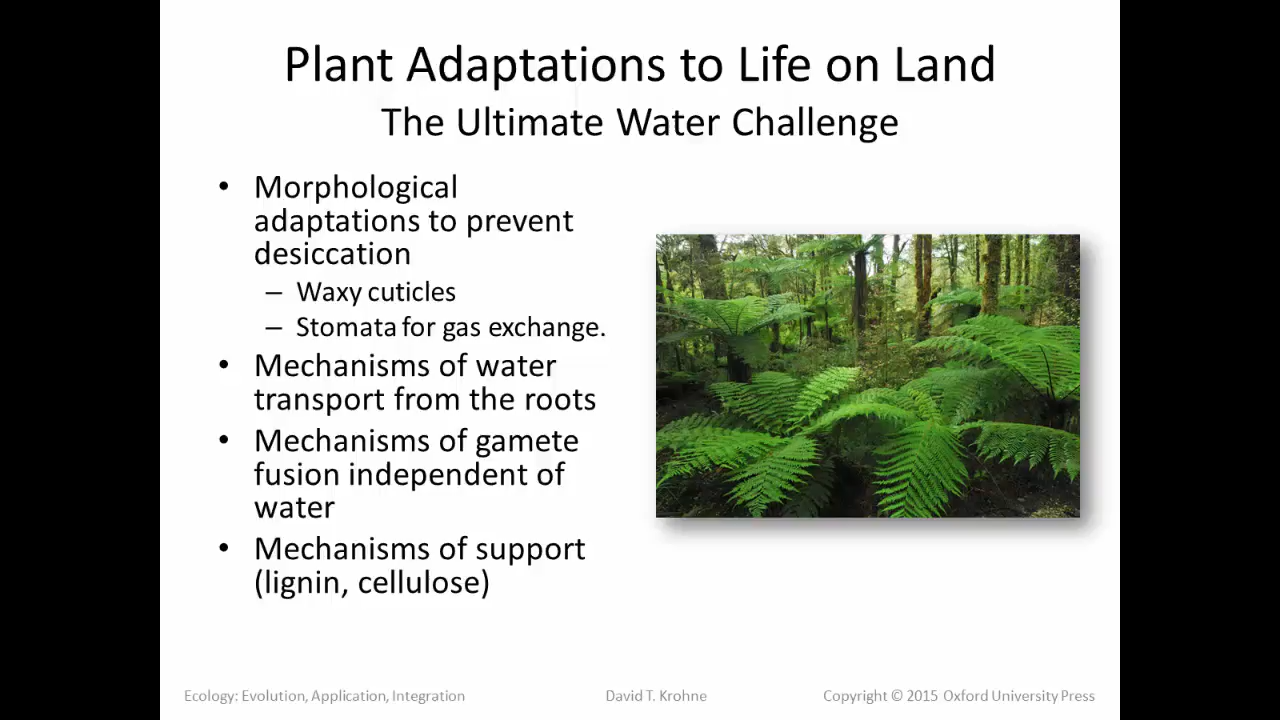 Plant Adaptations to Life on Land
The Ultimate Water Challenge
• Morphological
adaptations to prevent
desiccation
– Waxy cuticles
– Stomata for gas exchange.
• Mechanisms of water
transport from the roots
• Mechanisms of gamete
fusion independent of
water
• Mechanisms of support
(lignin, cellulose)
Ecology: Evolution, Application, Integration
David T. Krohne
Copyright © 2015 Oxford University Press